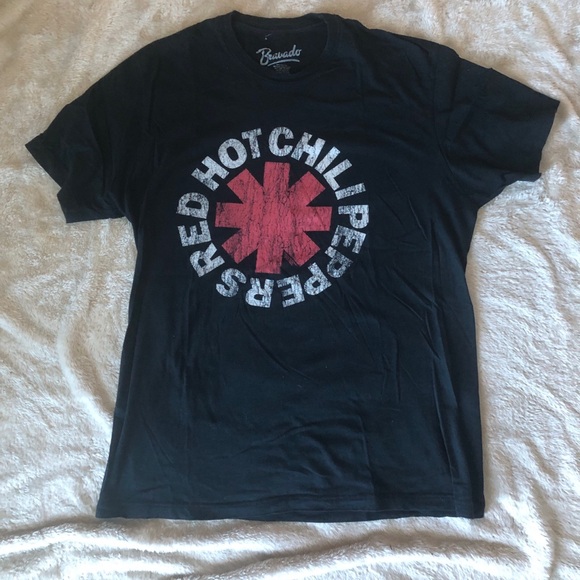 Bravado
RED HOT CHILI PEPPERS